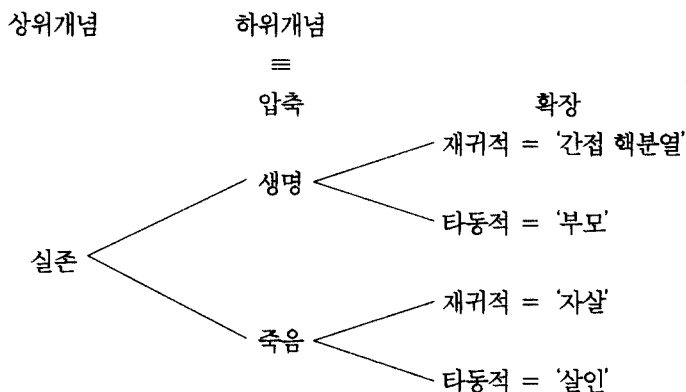 상위개념 하위개념
≡
압축 확장
재귀적 = '간접 핵분열'
생명
타동적 = '부모'
실존
재귀적 = '자살'
죽음
타동적 = '살인'